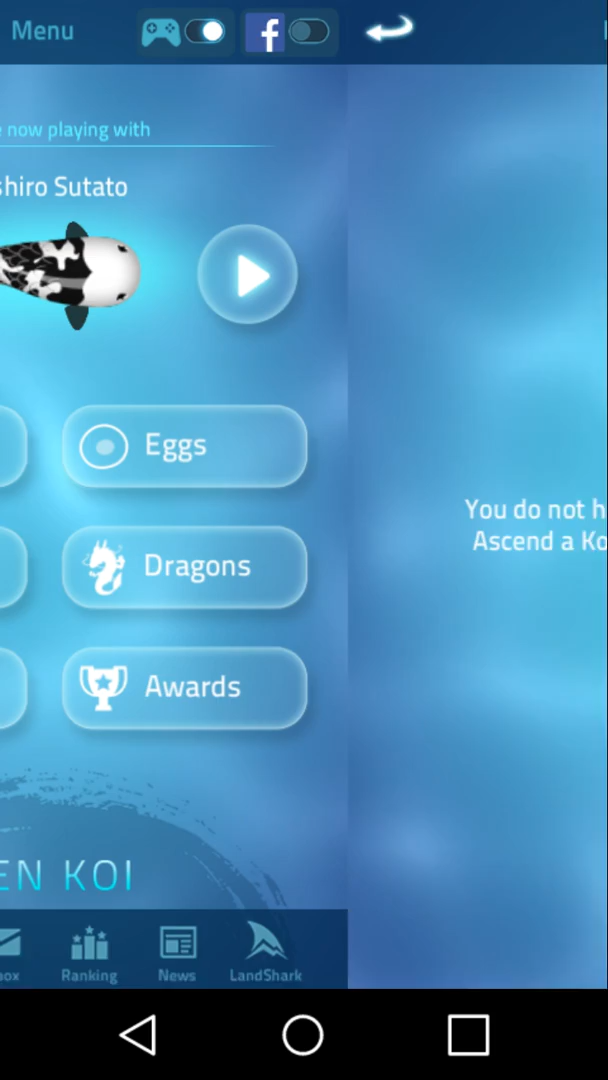 Menu
now playing with
shiro Sutato
Eggs
Dragons
Awards
EN KOI
Ranking
News
LandShark
You do not h
Ascend a Ko